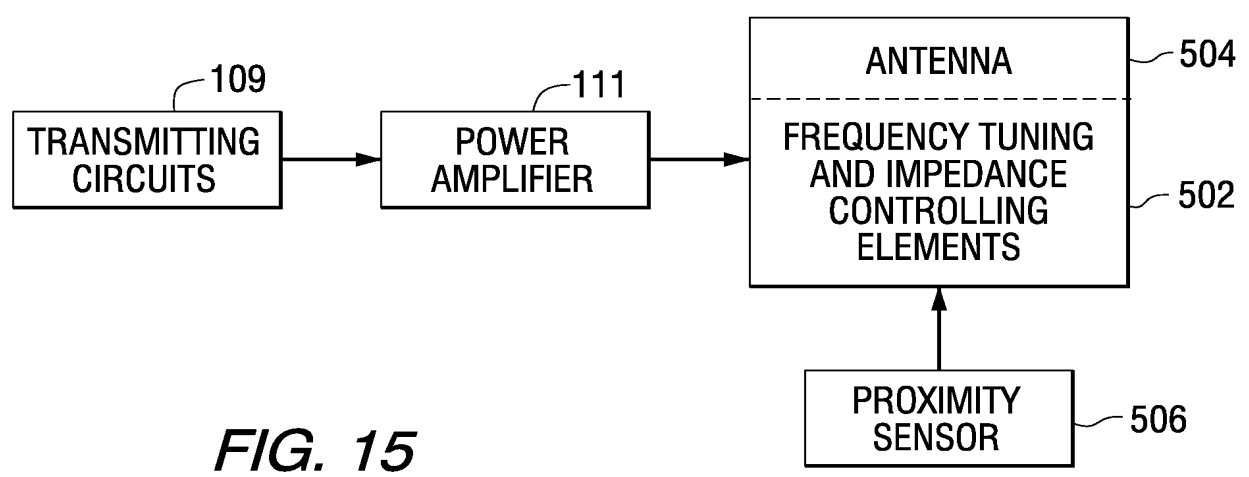 109
TRANSMITTING
CIRCUITS
111
POWER
AMPLIFIER
ANTENNA
504
FREQUENCY TUNING
AND IMPEDANCE
CONTROLLING
ELEMENTS
502
PROXIMITY
SENSOR
506
FIG. 15